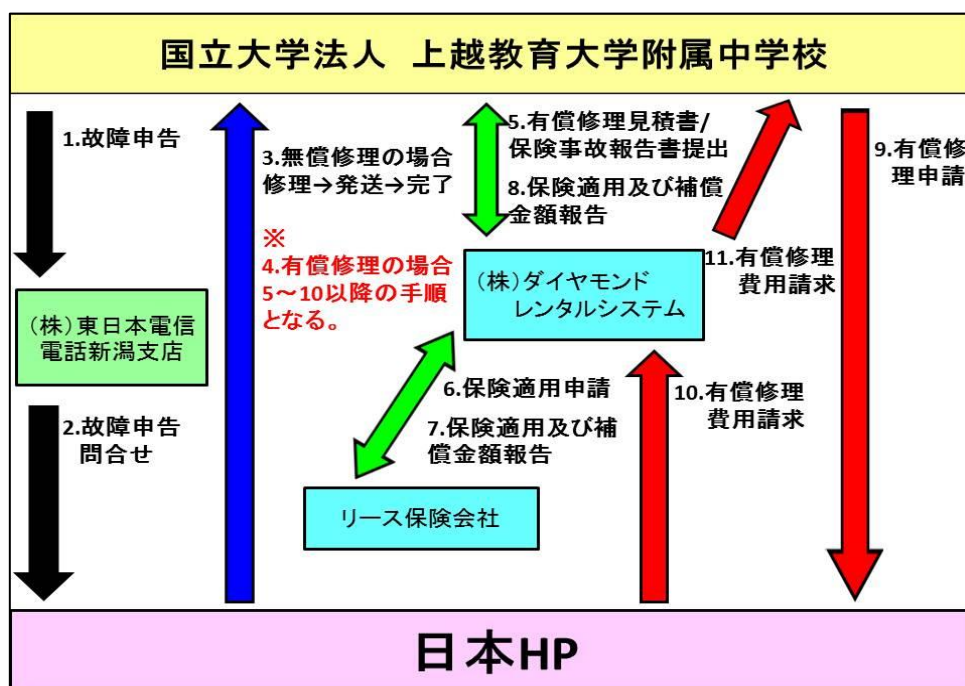 国立大学法人 上越教育大学附属中学校
1.故障申告
3.無償修理の場合
修理→発送→完了
※
4.有償修理の場合
5～10以降の手順
となる。
5.有償修理見積書/
保険事故報告書提出
8.保険適用及び補償
金額報告
9.有償修
理申請
(株)東日本電信
電話新潟支店
(株)ダイヤモンド
レンタルシステム
11.有償修理
費用請求
2.故障申告
問合せ
6.保険適用申請
7.保険適用及び補
償金額報告
10.有償修理
費用請求
リース保険会社
日本HP